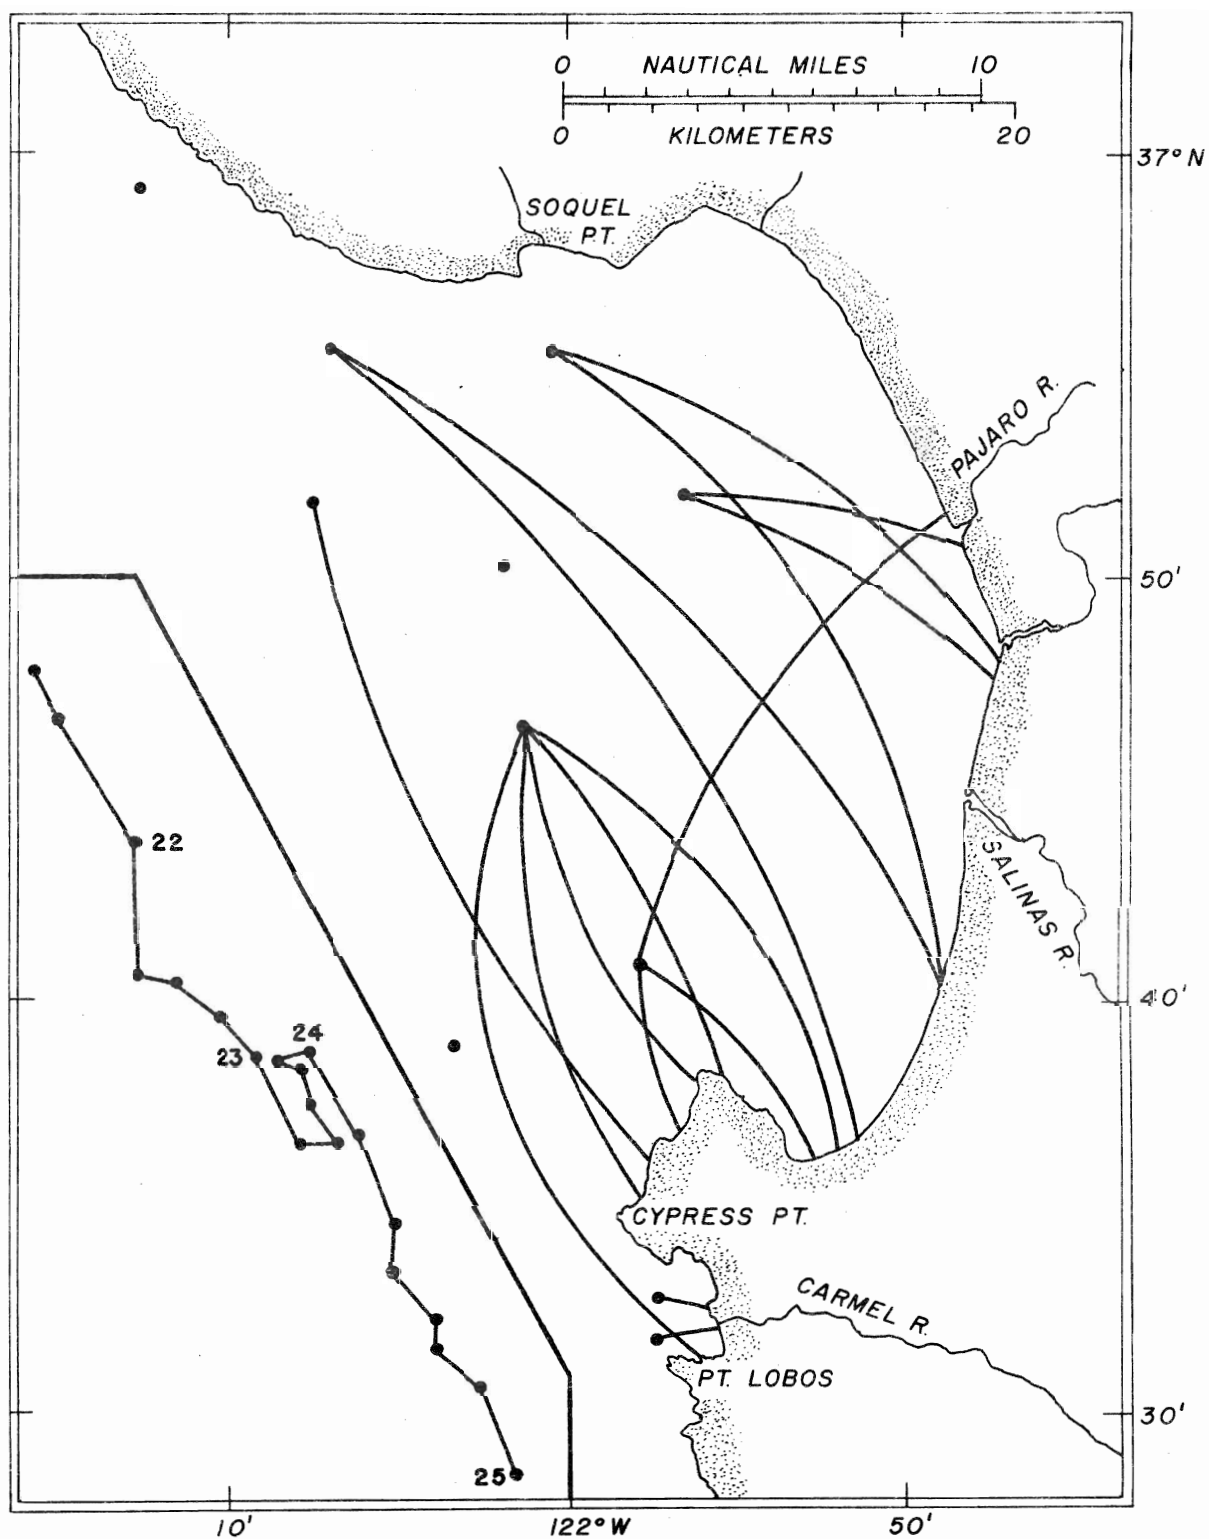 0 NAUTICAL MILES 10
0 KILOMETERS 20
37°N
SOQUEL
PT.
PAJARO R.
50'
22
SALINAS R.
40'
24
23
CYPRESS PT.
CARMEL R.
PT. LOBOS
30'
25
10' 122°W 50'